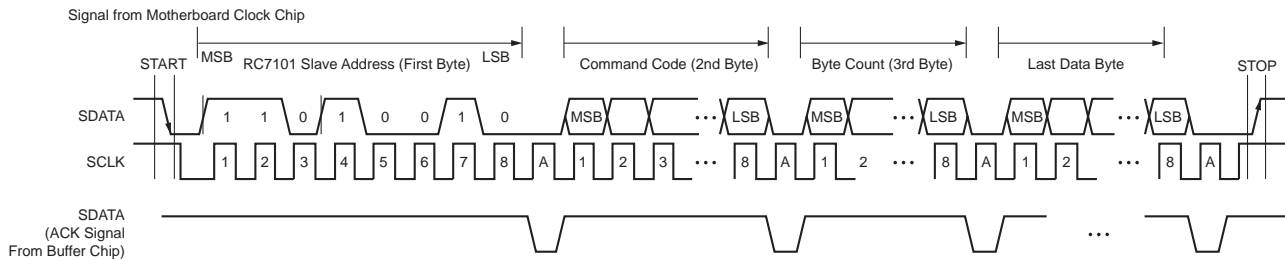 Signal from Motherboard Clock Chip
START
MSB
RC7101 Slave Address (First Byte)
LSB
Command Code (2nd Byte)
Byte Count (3rd Byte)
Last Data Byte
STOP
SDATA 1 1 0 1 0 0 1 0 MSB ••• LSB MSB ••• LSB MSB ••• LSB
SCLK 1 2 3 4 5 6 7 8 A 1 2 3 ••• 8 A 1 2 ••• 8 A 1 2 ••• 8 A
SDATA
(ACK Signal
From Buffer Chip)
•••